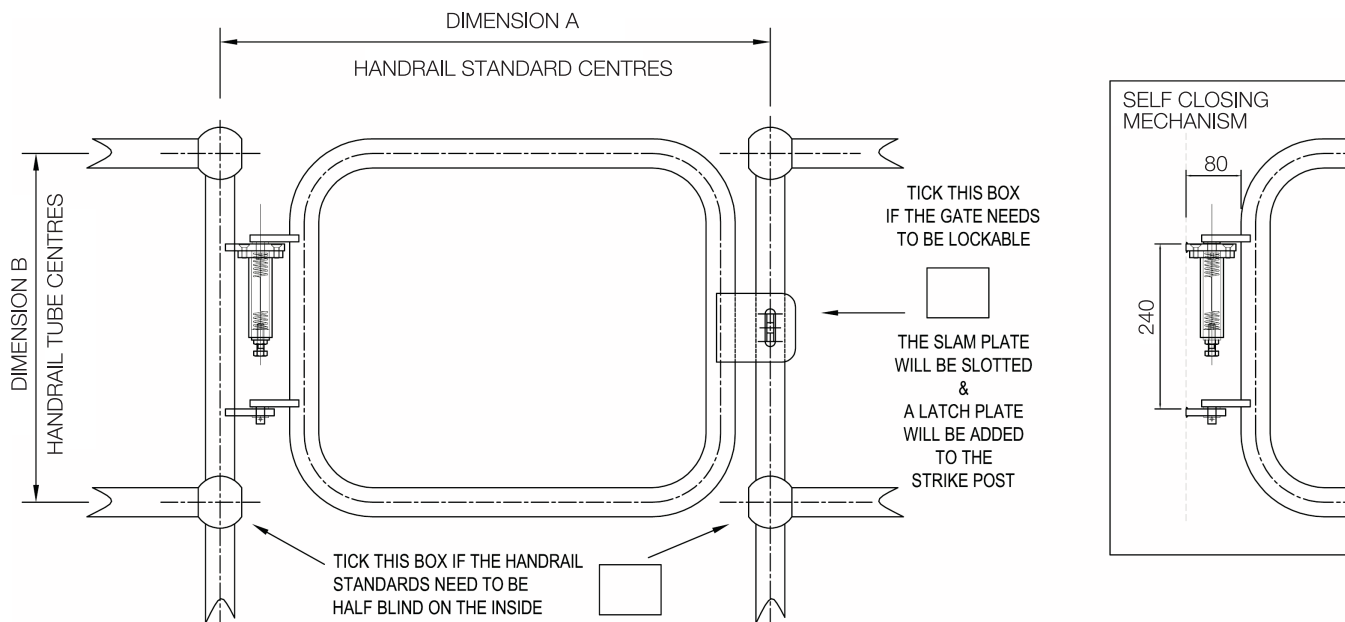 DIMENSION A
HANDRAIL STANDARD CENTRES
DIMENSION B
HANDRAIL TUBE CENTRES
TICK THIS BOX
IF THE GATE NEEDS
TO BE LOCKABLE
THE SLAM PLATE
WILL BE SLOTTED
&
A LATCH PLATE
WILL BE ADDED
TO THE
STRIKE POST
TICK THIS BOX IF THE HANDRAIL
STANDARDS NEED TO BE
HALF BLIND ON THE INSIDE
SELF CLOSING
MECHANISM
80
240